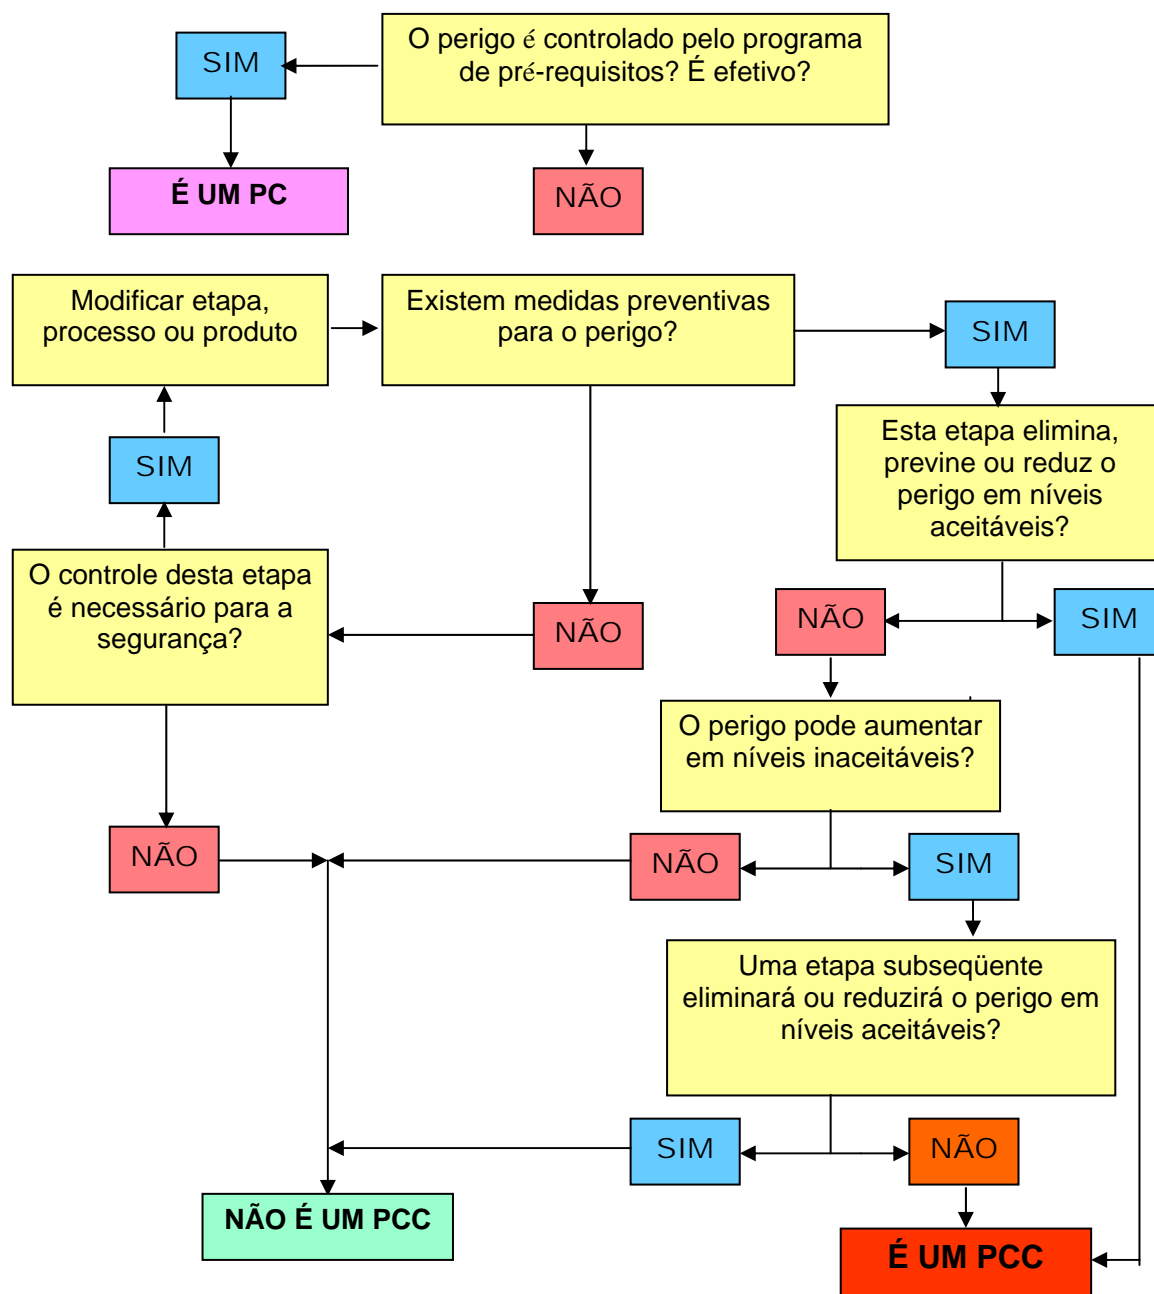 O perigo é controlado pelo programa
de pré-requisitos? É efetivo?
SIM
É UM PC
NÃO
Modificar etapa,
processo ou produto
Existem medidas preventivas
para o perigo?
SIM
SIM
Esta etapa elimina,
previne ou reduz o
perigo em níveis
aceitáveis?
O controle desta etapa
é necessário para a
segurança?
NÃO
NÃO
SIM
O perigo pode aumentar
em níveis inaceitáveis?
NÃO
NÃO
SIM
Uma etapa subseqüente
eliminará ou reduzirá o perigo em
níveis aceitáveis?
SIM
NÃO
NÃO É UM PCC
É UM PCC